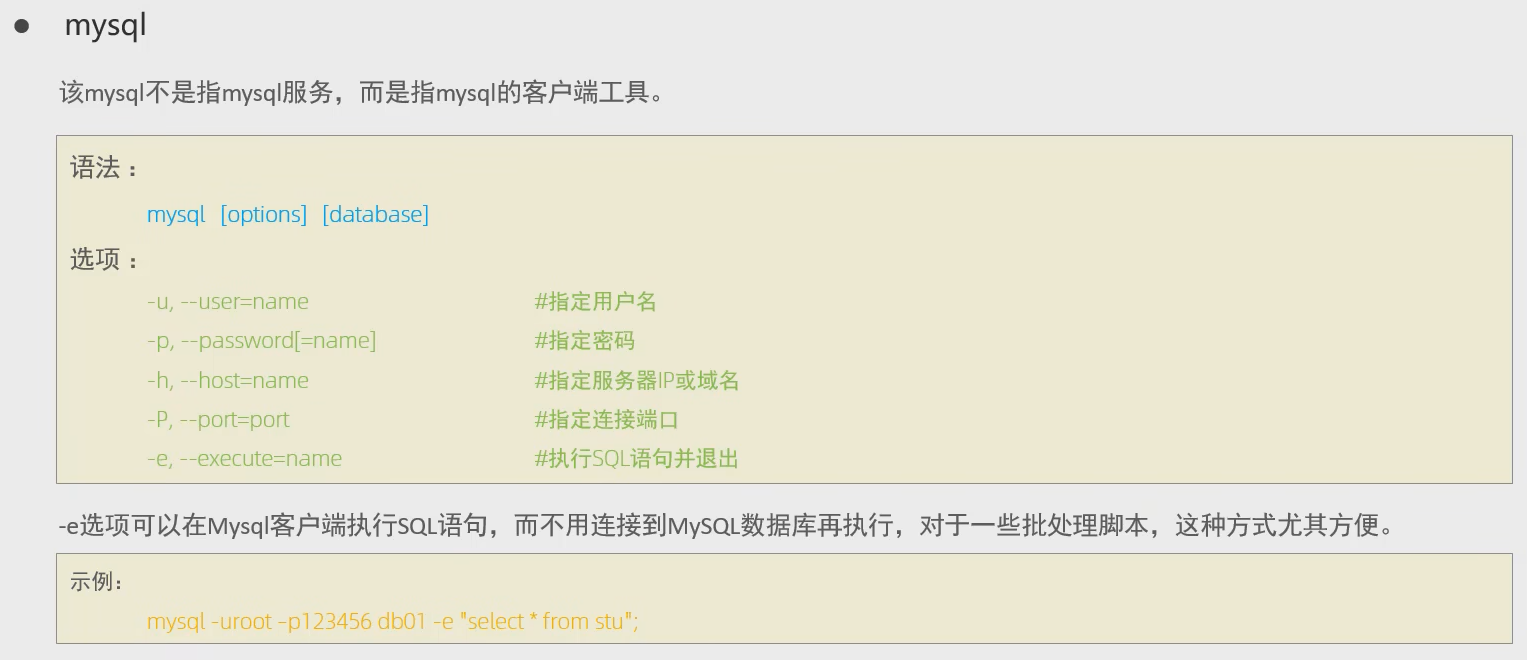 ● mysql
该mysql不是指mysql服务，而是指mysql的客户端工具。
语法：
mysql [options] [database]
选项：
-u, --user=name #指定用户名
-p, --password[=name] #指定密码
-h, --host=name #指定服务器IP或域名
-P, --port=port #指定连接端口
-e, --execute=name #执行SQL语句并退出
-e选项可以在Mysql客户端执行SQL语句，而不用连接到MySQL数据库再执行，对于一些批处理脚本，这种方式尤其方便。
示例：
mysql -uroot –p123456 db01 -e "select * from stu";